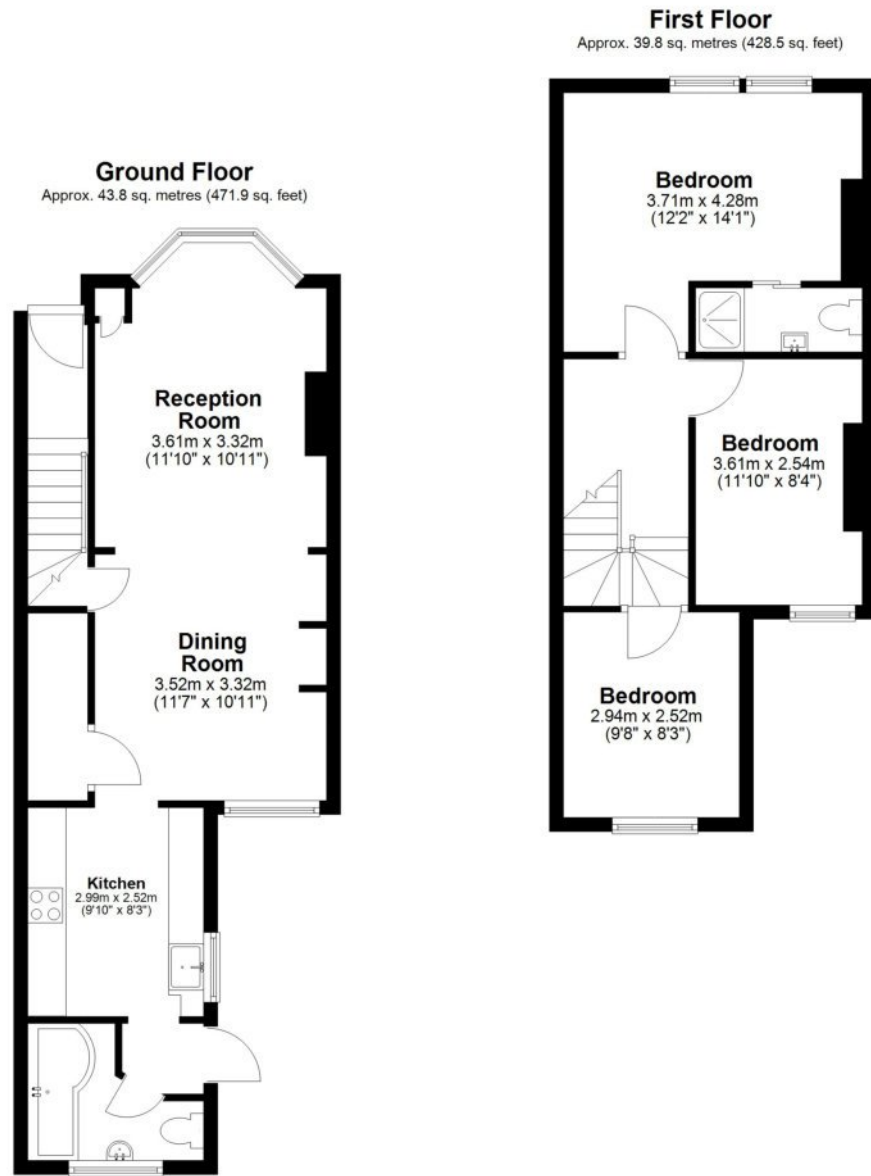 Ground Floor
Approx. 43.8 sq. metres (471.9 sq. feet)
Reception
Room
3.61m x 3.32m
(11'10" x 10'11")
Dining
Room
3.52m x 3.32m
(11'7" x 10'11")
Kitchen
2.99m x 2.52m
(9'10" x 8'3")
First Floor
Approx. 39.8 sq. metres (428.5 sq. feet)
Bedroom
3.71m x 4.28m
(12'2" x 14'1")
Bedroom
3.61m x 2.54m
(11'10" x 8'4")
Bedroom
2.94m x 2.52m
(9'8" x 8'3")